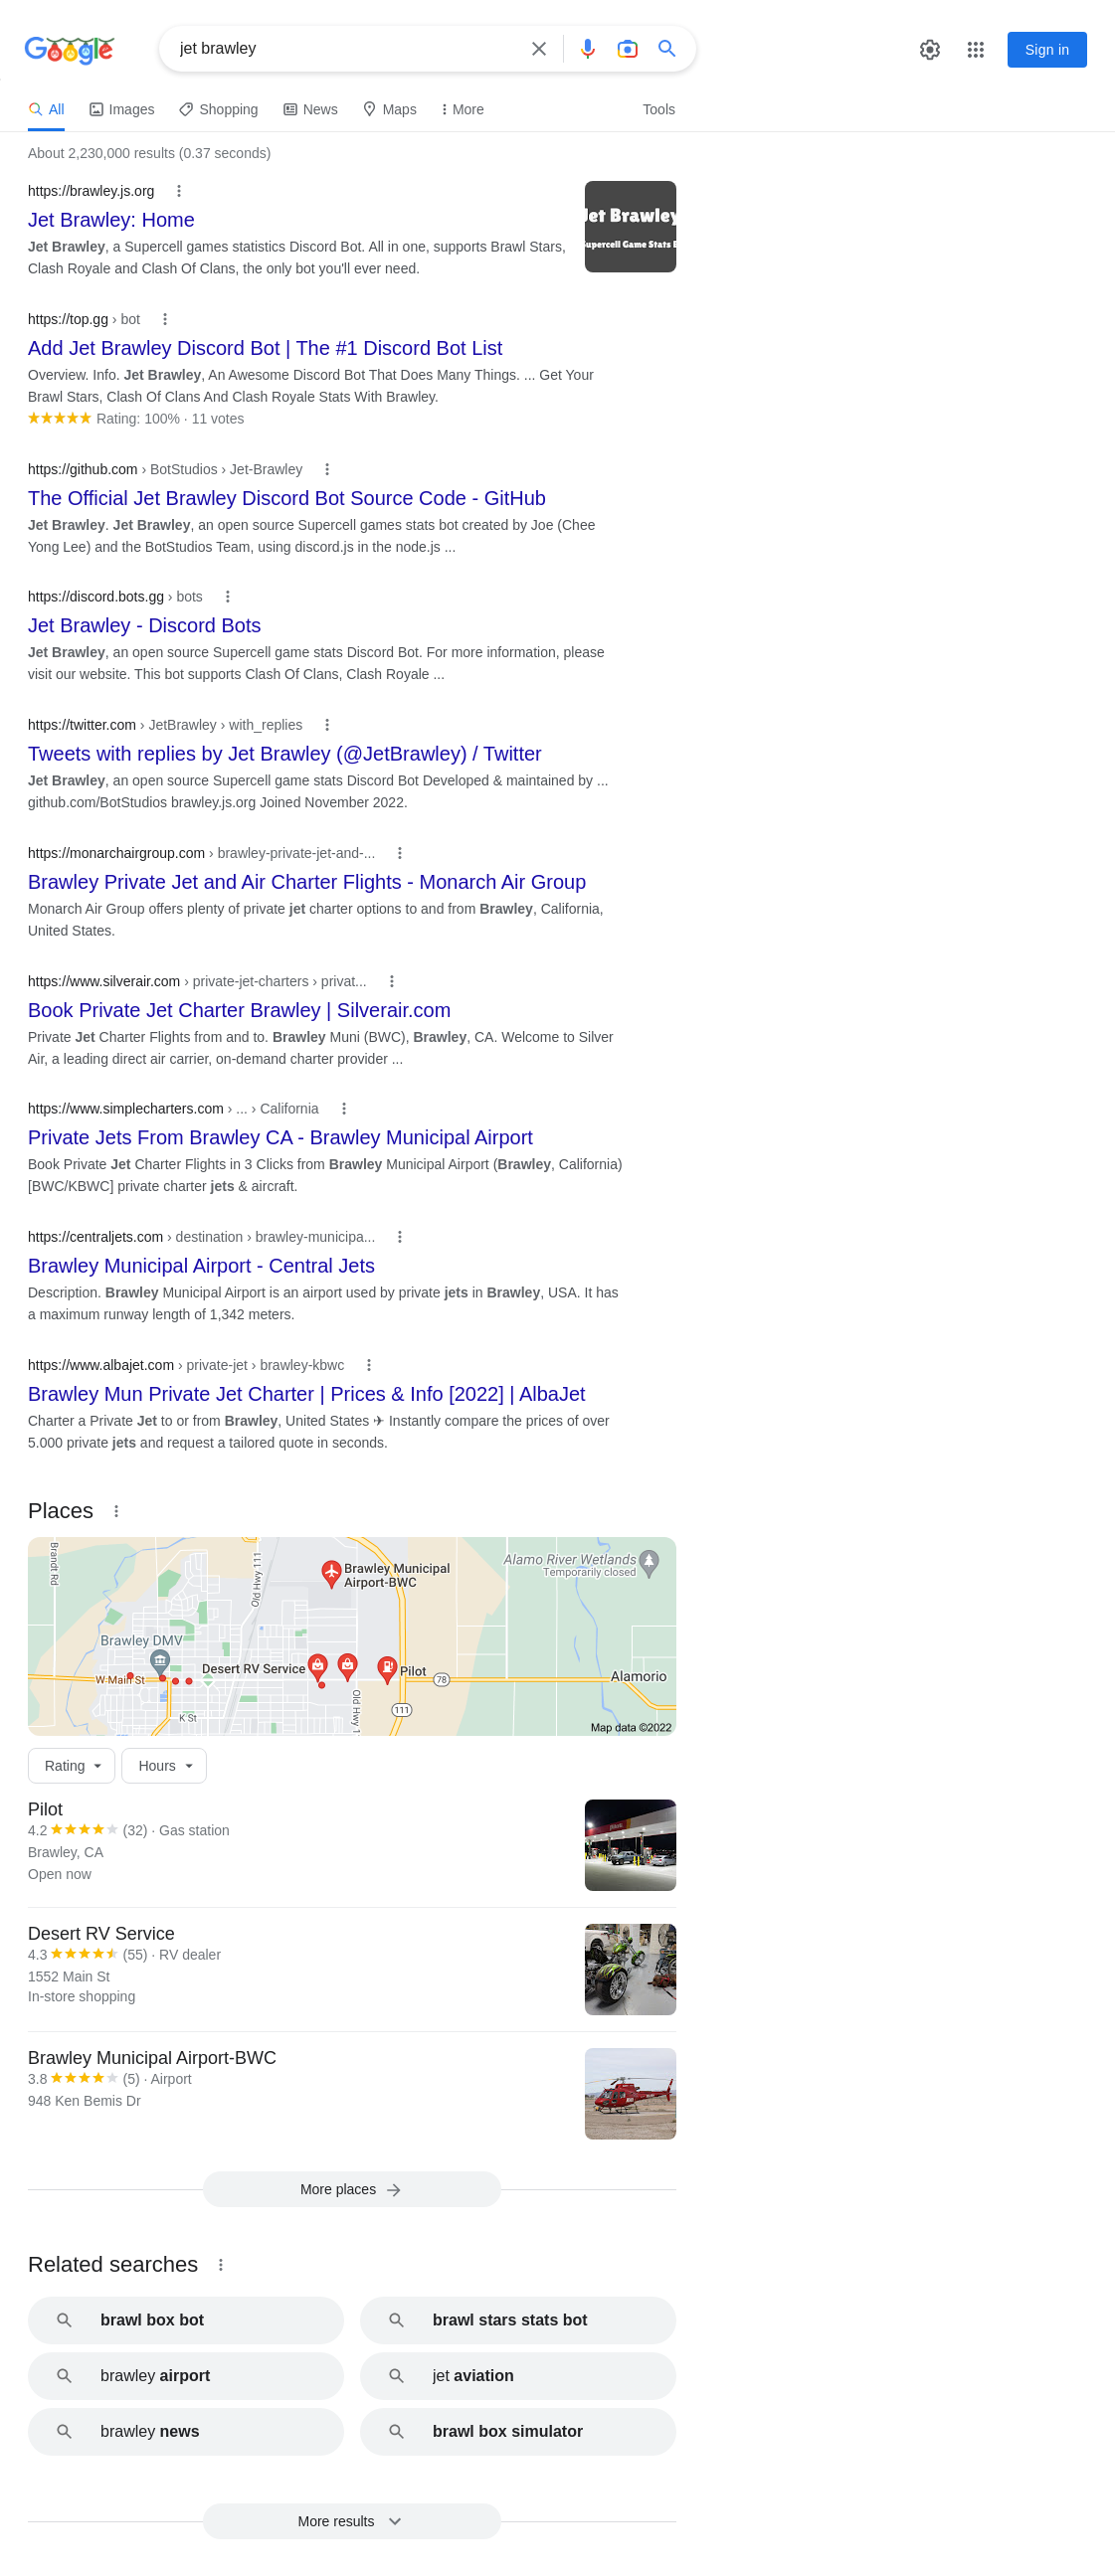 Google
jet brawley
Sign in
All
Images
Shopping
News
Maps
More
Tools
About 2,230,000 results (0.37 seconds)
https://brawley.js.org
Jet Brawley: Home
Jet Brawley, a Supercell games statistics Discord Bot. All in one, supports Brawl Stars,
Clash Royale and Clash Of Clans, the only bot you'll ever need.
Jet Brawley
Supercell Game Stats
https://top.gg › bot
Add Jet Brawley Discord Bot | The #1 Discord Bot List
Overview. Info. Jet Brawley, An Awesome Discord Bot That Does Many Things. ... Get Your
Brawl Stars, Clash Of Clans And Clash Royale Stats With Brawley.
Rating: 100% · 11 votes
https://github.com › BotStudios › Jet-Brawley
The Official Jet Brawley Discord Bot Source Code - GitHub
Jet Brawley. Jet Brawley, an open source Supercell games stats bot created by Joe (Chee
Yong Lee) and the BotStudios Team, using discord.js in the node.js ...
https://discord.bots.gg › bots
Jet Brawley - Discord Bots
Jet Brawley, an open source Supercell game stats Discord Bot. For more information, please
visit our website. This bot supports Clash Of Clans, Clash Royale ...
https://twitter.com › JetBrawley › with_replies
Tweets with replies by Jet Brawley (@JetBrawley) / Twitter
Jet Brawley, an open source Supercell game stats Discord Bot Developed & maintained by ...
github.com/BotStudios brawley.js.org Joined November 2022.
https://monarchairgroup.com › brawley-private-jet-and-...
Brawley Private Jet and Air Charter Flights - Monarch Air Group
Monarch Air Group offers plenty of private jet charter options to and from Brawley, California,
United States.
https://www.silverair.com › private-jet-charters › privat...
Book Private Jet Charter Brawley | Silverair.com
Private Jet Charter Flights from and to. Brawley Muni (BWC), Brawley, CA. Welcome to Silver
Air, a leading direct air carrier, on-demand charter provider ...
https://www.simplecharters.com › ... › California
Private Jets From Brawley CA - Brawley Municipal Airport
Book Private Jet Charter Flights in 3 Clicks from Brawley Municipal Airport (Brawley, California)
[BWC/KBWC] private charter jets & aircraft.
https://centraljets.com › destination › brawley-municipa...
Brawley Municipal Airport - Central Jets
Description. Brawley Municipal Airport is an airport used by private jets in Brawley, USA. It has
a maximum runway length of 1,342 meters.
https://www.albajet.com › private-jet › brawley-kbwc
Brawley Mun Private Jet Charter | Prices & Info [2022] | AlbaJet
Charter a Private Jet to or from Brawley, United States ✈ Instantly compare the prices of over
5.000 private jets and request a tailored quote in seconds.
Places
Brandt Rd
Old Hwy 111
Brawley Municipal
Airport-BWC
Alamo River Wetlands
Temporarily closed
Brawley DMV
Desert RV Service
Pilot
W Main St
78
Alamorio
K St
Old Hwy 1
111
Map data ©2022
Rating
Hours
Pilot
4.2 (32) · Gas station
Brawley, CA
Open now
Desert RV Service
4.3 (55) · RV dealer
1552 Main St
In-store shopping
Brawley Municipal Airport-BWC
3.8 (5) · Airport
948 Ken Bemis Dr
More places
Related searches
brawl box bot
brawl stars stats bot
brawley airport
jet aviation
brawley news
brawl box simulator
More results